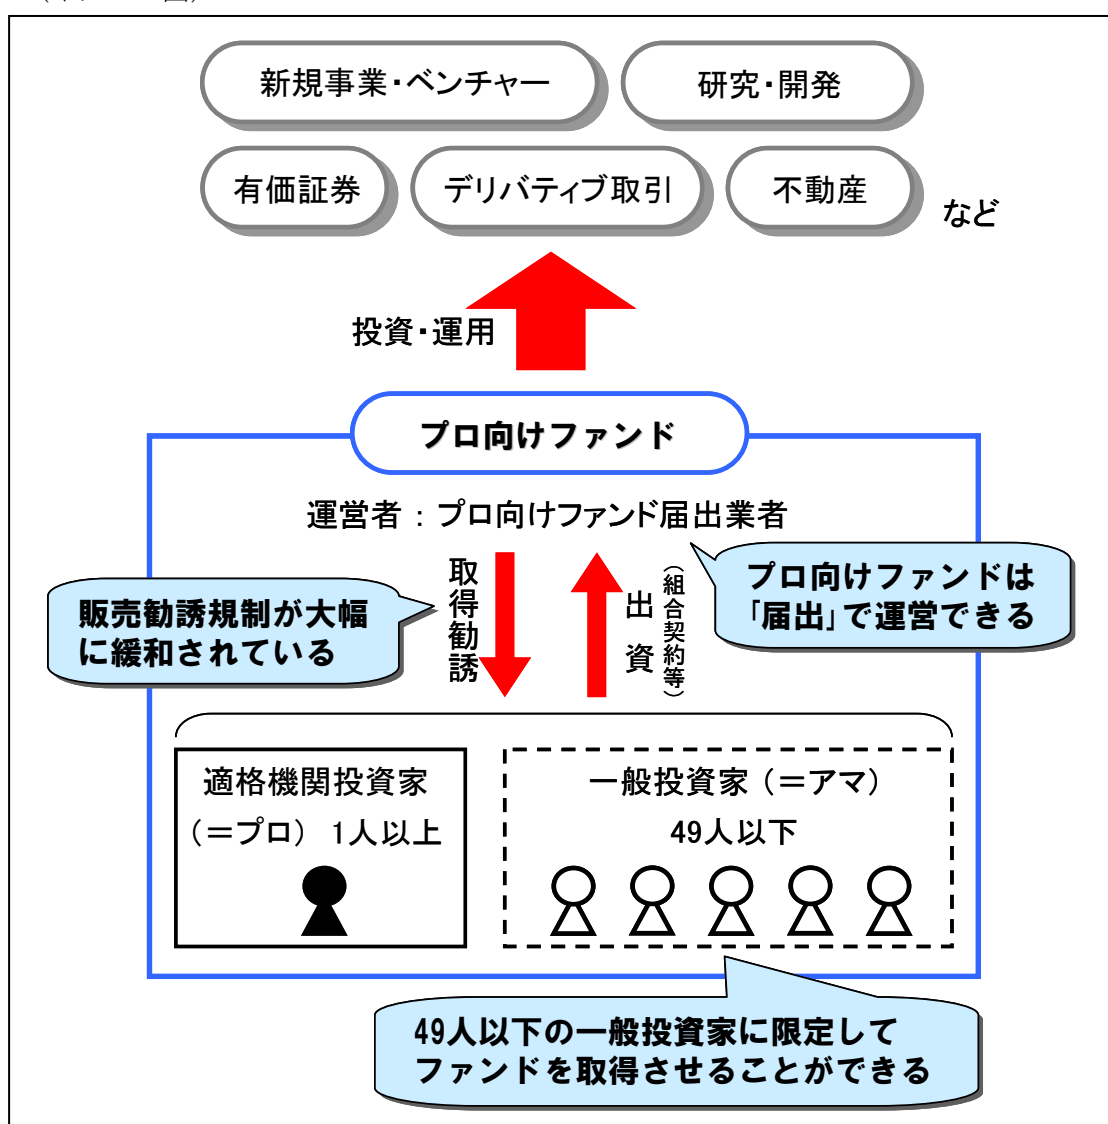 新規事業・ベンチャー
研究・開発
有価証券
デリバティブ取引
不動産
など
投資・運用
プロ向けファンド
運営者：プロ向けファンド届出業者
取得勧誘
出資
（組合契約等）
プロ向けファンドは
「届出」で運営できる
販売勧誘規制が大幅
に緩和されている
適格機関投資家
（＝プロ） 1人以上
一般投資家（＝アマ）
49人以下
49人以下の一般投資家に限定して
ファンドを取得させることができる